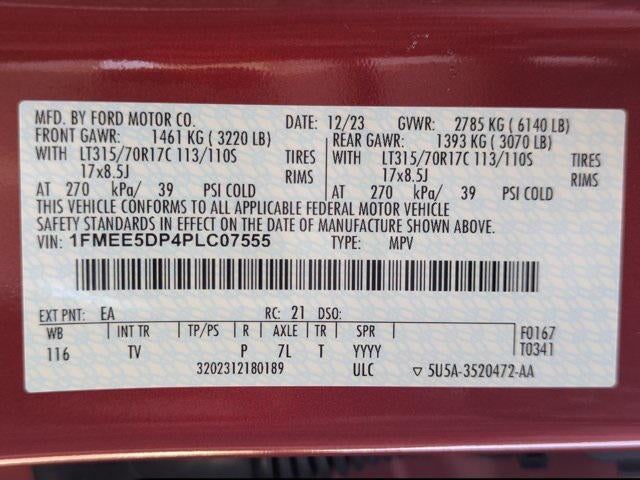 MFD. BY FORD MOTOR CO. DATE: 12/23 GVWR: 2785 KG ( 6140 LB)
FRONT GAWR: 1461 KG ( 3220 LB) REAR GAWR: 1393 KG ( 3070 LB)
WITH LT315/70R17C 113/110S TIRES WITH LT315/70R17C 113/110S TIRES
17x8.5J RIMS 17x8.5J RIMS
AT 270 kPa/ 39 PSI COLD AT 270 kPa/ 39 PSI COLD
THIS VEHICLE CONFORMS TO ALL APPLICABLE FEDERAL MOTOR VEHICLE
SAFETY STANDARDS IN EFFECT ON THE DATE OF MANUFACTURE SHOWN ABOVE.
VIN: 1FMEE5DP4PLC07555 TYPE: MPV
EXT PNT: EA RC: 21 DSO:
WB INT TR TP/PS R AXLE TR SPR F0167
116 TV P 7L T YYYY T0341
3202312180189 ULC ▽ 5U5A-3520472-AA